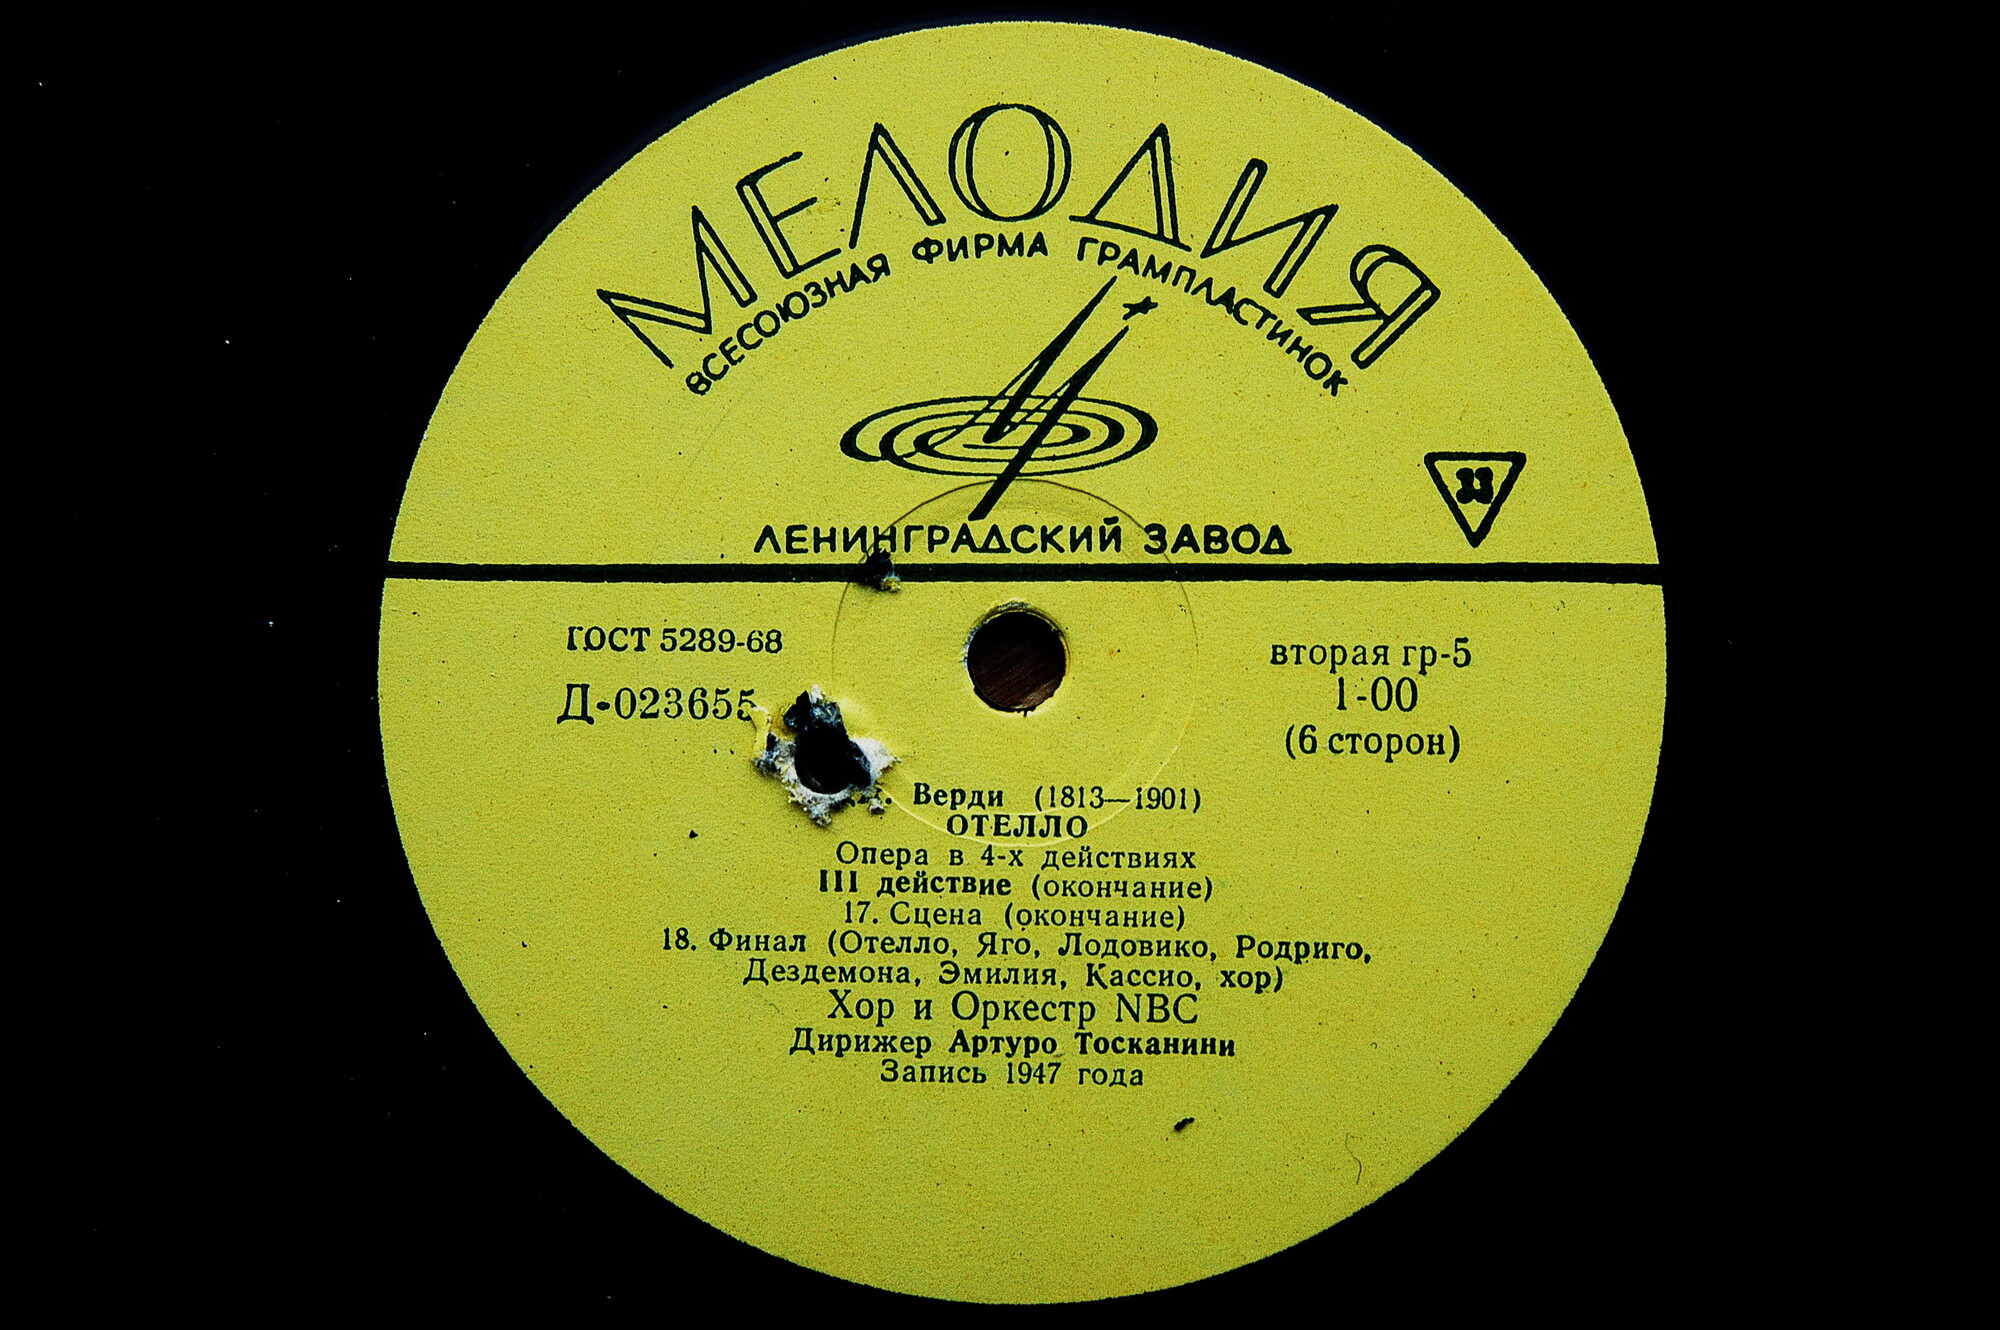 МЕЛОДИЯ
ВСЕСОЮЗНАЯ ФИРМА ГРАМПЛАСТИНОК
33
ЛЕНИНГРАДСКИЙ ЗАВОД
ГОСТ 5289-68
Д-023655
вторая гр-5
1-00
(6 сторон)
Верди (1813—1901)
ОТЕЛЛО
Опера в 4-х действиях
III действие (окончание)
17. Сцена (окончание)
18. Финал (Отелло, Яго, Лодовико, Родриго,
Дездемона, Эмилия, Кассио, хор)
Хор и Оркестр NBC
Дирижер Артуро Тосканини
Запись 1947 года